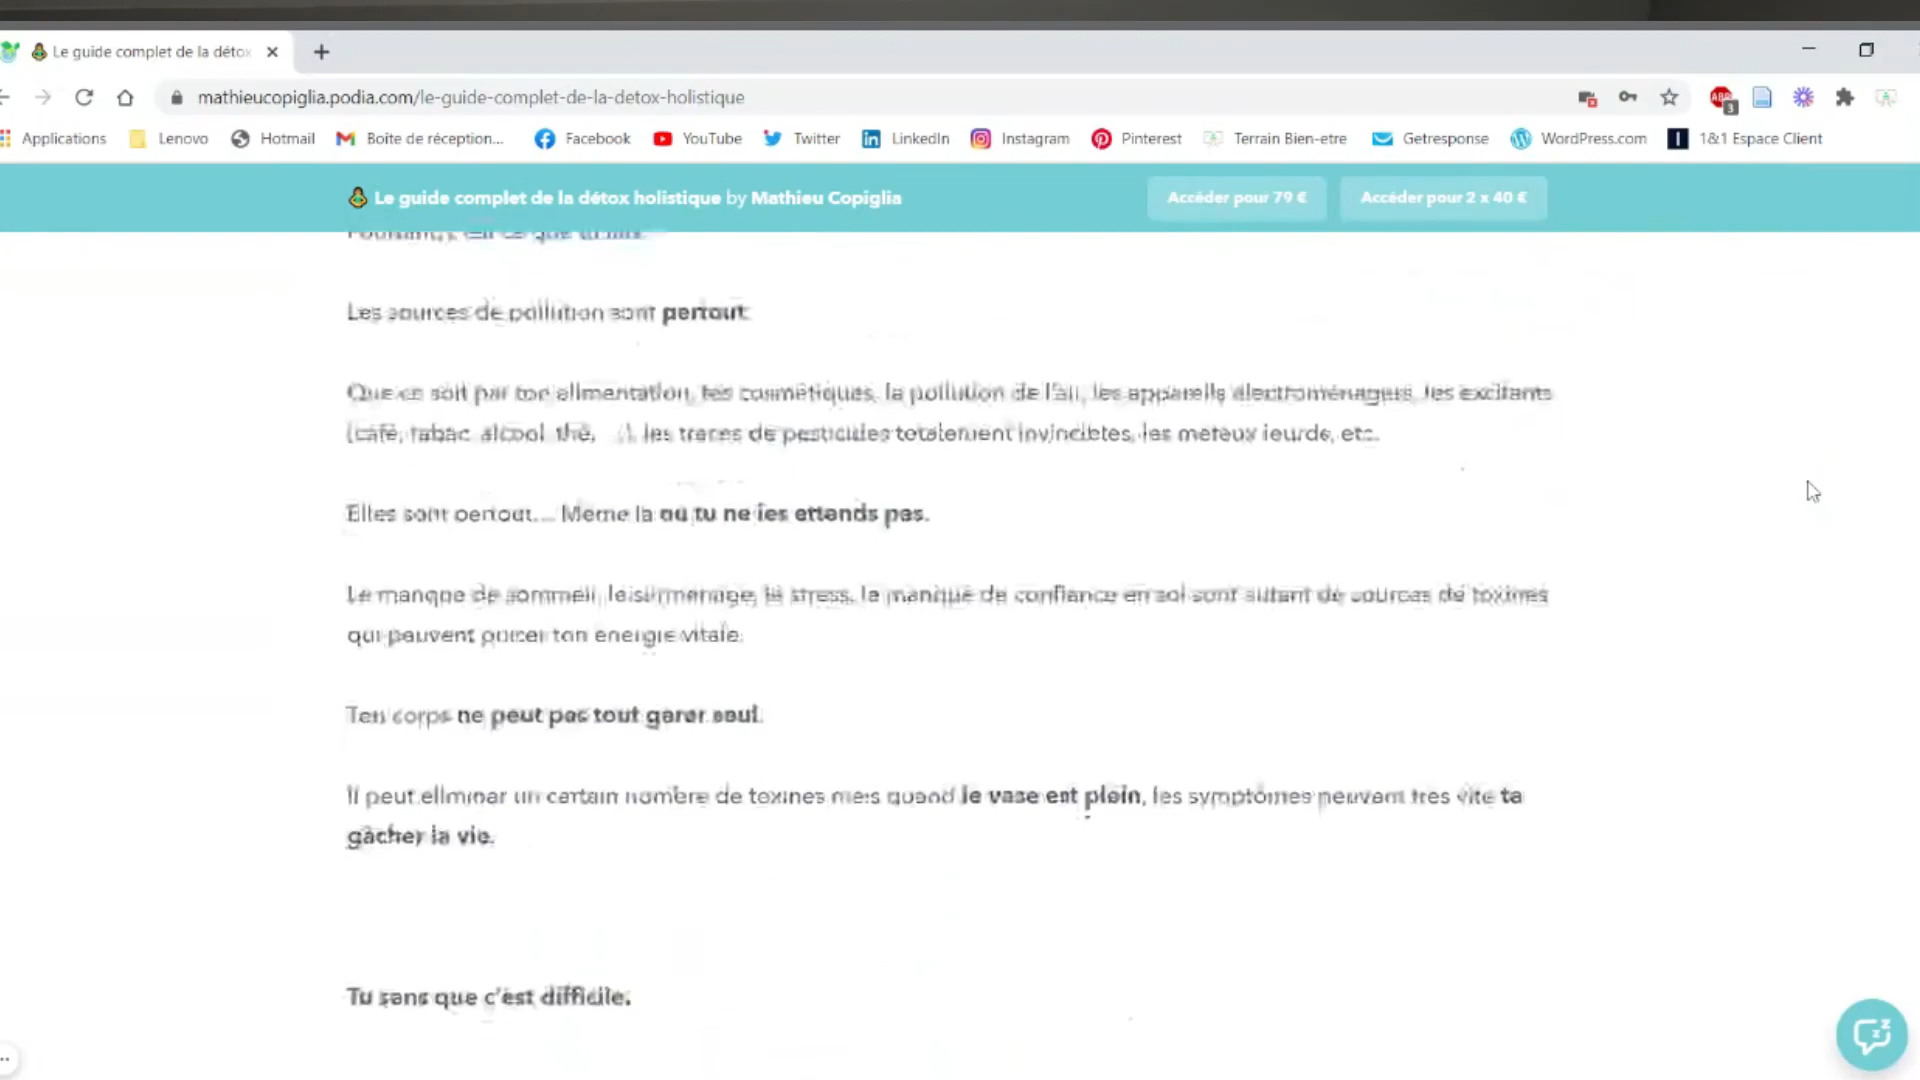 Le guide complet de la détox
mathieucopiglia.podia.com/le-guide-complet-de-la-detox-holistique
ABP 3
Applications Lenovo Hotmail Boîte de réception... Facebook YouTube Twitter LinkedIn Instagram Pinterest Terrain Bien-etre Getresponse WordPress.com 1&1 Espace Client
Le guide complet de la détox holistique by Mathieu Copiglia Accéder pour 79 € Accéder pour 2 x 40 €
Les sources de pollution sont partout.
Que ce soit par ton alimentation, tes cosmétiques, la pollution de l'air, les appareils électroménagers, les excitants
(café, tabac, alcool, thé, ...), les traces de pesticides totalement invincibles, les métaux lourds, etc.
Elles sont partout... Même là où tu ne les attends pas.
Le manque de sommeil, le surmenage, le stress, le manque de confiance en soi sont autant de sources de toxines
qui peuvent puiser ton énergie vitale.
Ton corps ne peut pas tout gérer seul.
Il peut éliminer un certain nombre de toxines mais quand le vase est plein, les symptômes peuvent très vite te
gâcher la vie.
Tu sens que c'est difficile.